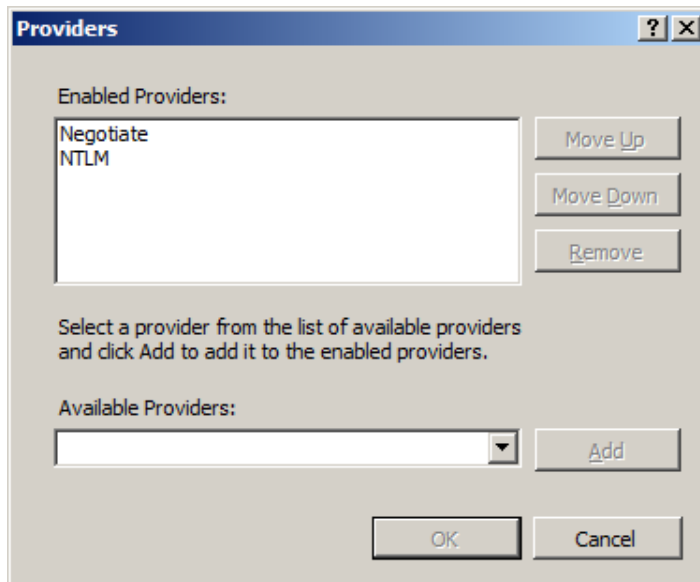 Providers
Enabled Providers:
Negotiate
NTLM
Move Up
Move Down
Remove
Select a provider from the list of available providers
and click Add to add it to the enabled providers.
Available Providers:
Add
OK
Cancel